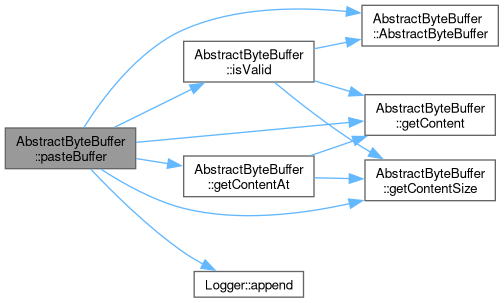 AbstractByteBuffer
::pasteBuffer
AbstractByteBuffer
::isValid
AbstractByteBuffer
::getContentAt
Logger::append
AbstractByteBuffer
::AbstractByteBuffer
AbstractByteBuffer
::getContent
AbstractByteBuffer
::getContentSize